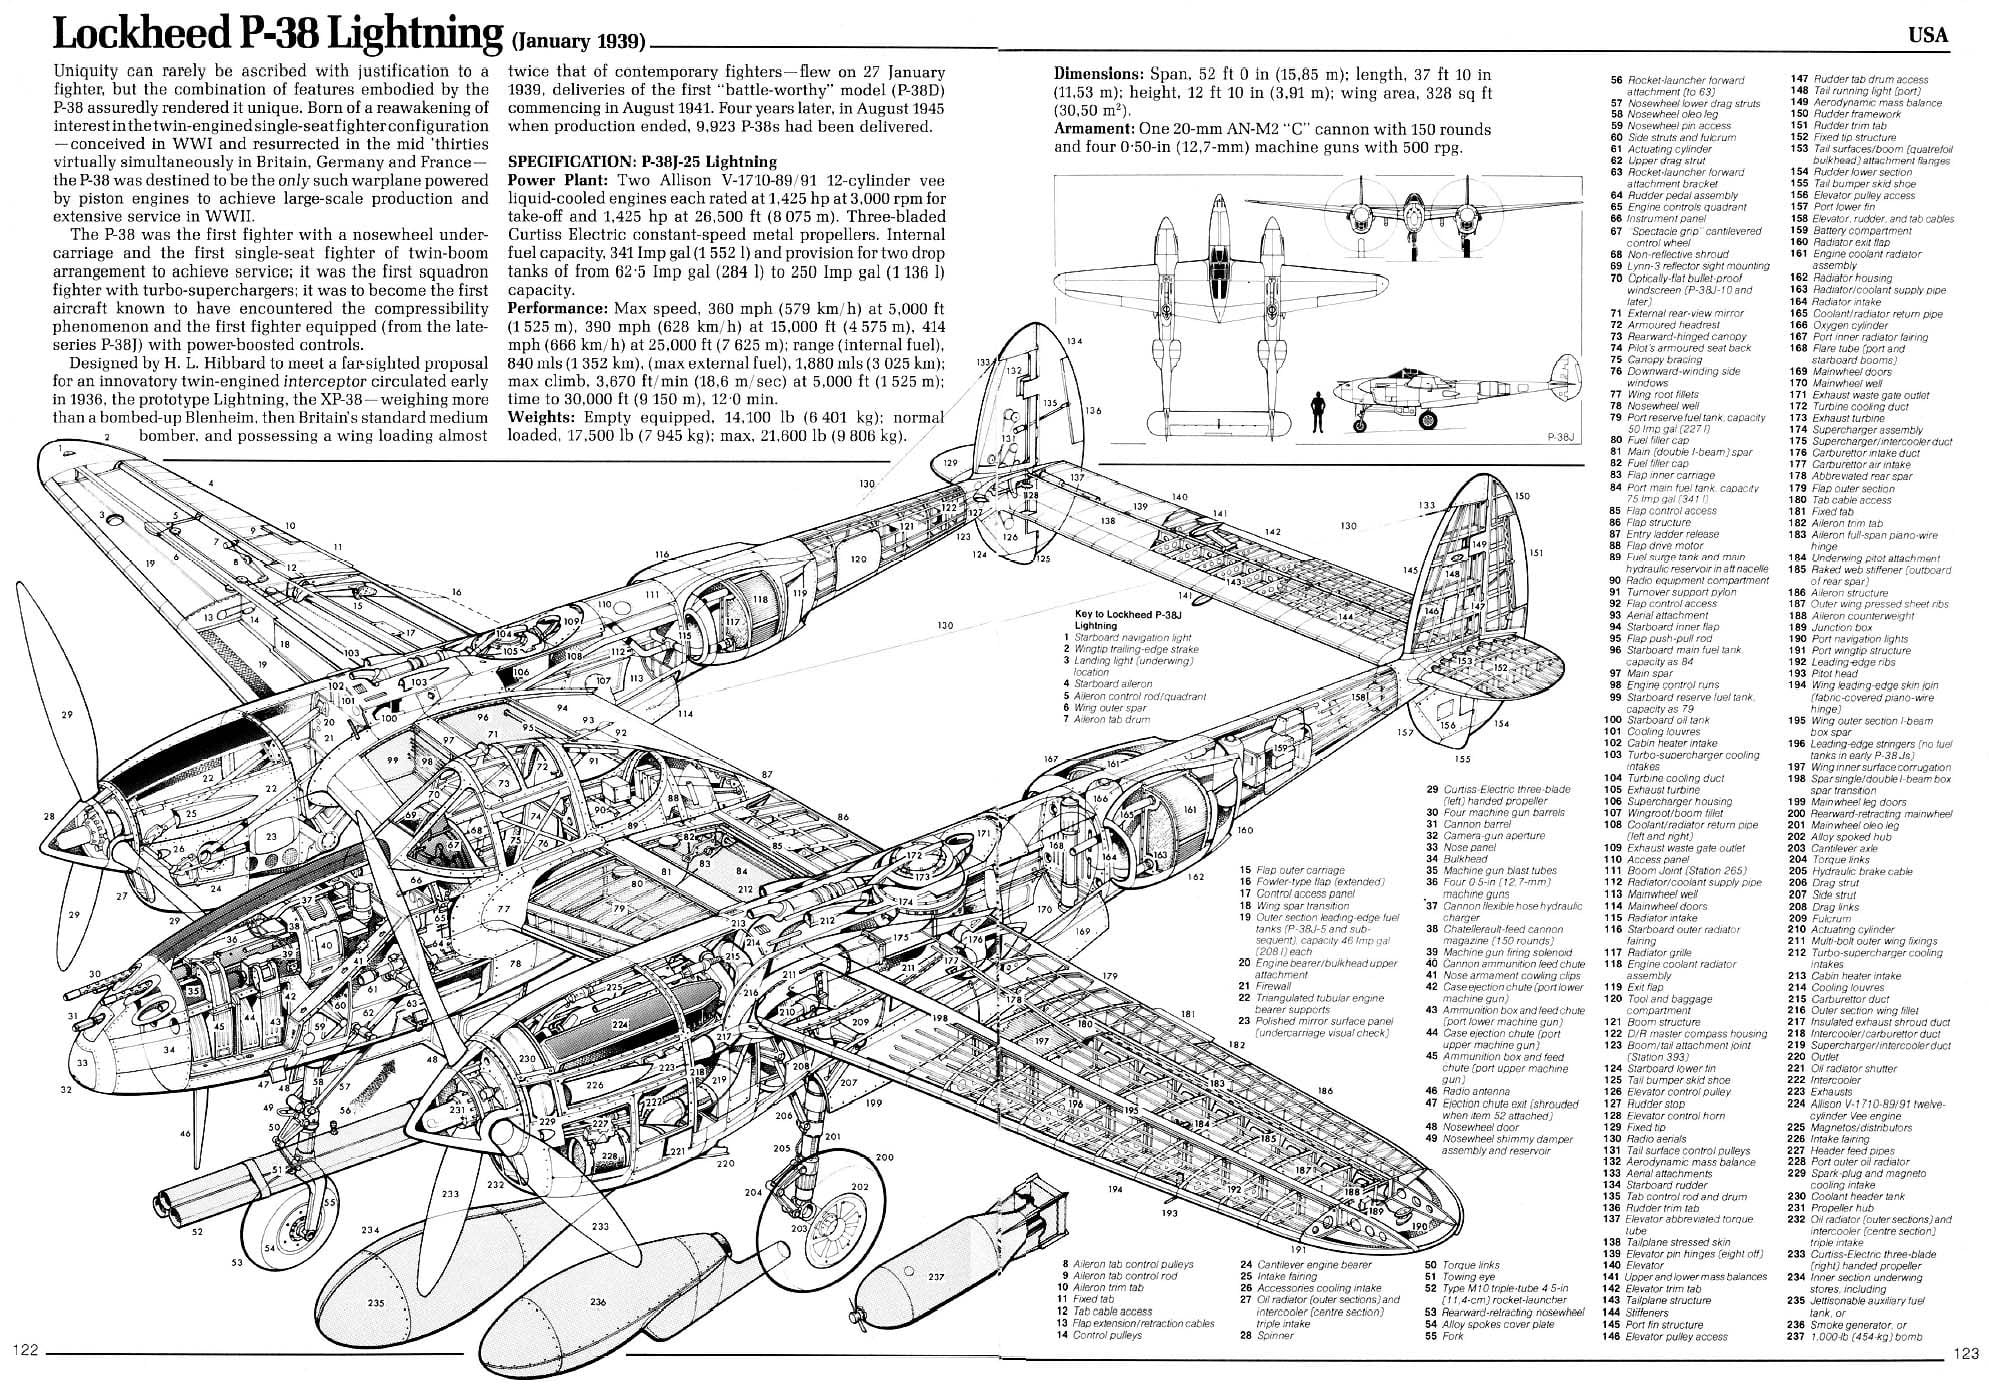 Lockheed P-38 Lightning (January 1939)
USA
Uniquity can rarely be ascribed with justification to a
fighter, but the combination of features embodied by the
P-38 assuredly rendered it unique. Born of a reawakening of
interest in the twin-engined single-seat fighter configuration
—conceived in WWI and resurrected in the mid 'thirties
virtually simultaneously in Britain, Germany and France—
the P-38 was destined to be the only such warplane powered
by piston engines to achieve large-scale production and
extensive service in WWII.
The P-38 was the first fighter with a nosewheel under-
carriage and the first single-seat fighter of twin-boom
arrangement to achieve service; it was the first squadron
fighter with turbo-superchargers; it was to become the first
aircraft known to have encountered the compressibility
phenomenon and the first fighter equipped (from the late-
series P-38J) with power-boosted controls.
Designed by H. L. Hibbard to meet a far-sighted proposal
for an innovatory twin-engined interceptor circulated early
in 1936, the prototype Lightning, the XP-38—weighing more
than a bombed-up Blenheim, then Britain's standard medium
bomber, and possessing a wing loading almost
twice that of contemporary fighters—flew on 27 January
1939, deliveries of the first "battle-worthy" model (P-38D)
commencing in August 1941. Four years later, in August 1945
when production ended, 9,923 P-38s had been delivered.
SPECIFICATION: P-38J-25 Lightning
Power Plant: Two Allison V-1710-89/91 12-cylinder vee
liquid-cooled engines each rated at 1,425 hp at 3,000 rpm for
take-off and 1,425 hp at 26,500 ft (8 075 m). Three-bladed
Curtiss Electric constant-speed metal propellers. Internal
fuel capacity, 341 Imp gal (1 552 l) and provision for two drop
tanks of from 62·5 Imp gal (284 l) to 250 Imp gal (1 136 l)
capacity.
Performance: Max speed, 360 mph (579 km/h) at 5,000 ft
(1 525 m), 390 mph (628 km/h) at 15,000 ft (4 575 m), 414
mph (666 km/h) at 25,000 ft (7 625 m); range (internal fuel),
840 mls (1 352 km), (max external fuel), 1,880 mls (3 025 km);
max climb, 3,670 ft/min (18,6 m/sec) at 5,000 ft (1 525 m);
time to 30,000 ft (9 150 m), 12·0 min.
Weights: Empty equipped, 14,100 lb (6 401 kg); normal
loaded, 17,500 lb (7 945 kg); max, 21,600 lb (9 806 kg).
Dimensions: Span, 52 ft 0 in (15,85 m); length, 37 ft 10 in
(11,53 m); height, 12 ft 10 in (3,91 m); wing area, 328 sq ft
(30,50 m²).
Armament: One 20-mm AN-M2 "C" cannon with 150 rounds
and four 0·50-in (12,7-mm) machine guns with 500 rpg.
P-38J
Key to Lockheed P-38J
Lightning
1 Starboard navigation light
2 Wingtip trailing-edge strake
3 Landing light (underwing)
location
4 Starboard aileron
5 Aileron control rod/quadrant
6 Wing outer spar
7 Aileron tab drum
8 Aileron tab control pulleys
9 Aileron tab control rod
10 Aileron trim tab
11 Fixed tab
12 Tab cable access
13 Flap extension/retraction cables
14 Control pulleys
15 Flap outer carriage
16 Fowler-type flap (extended)
17 Control access panel
18 Wing spar transition
19 Outer section leading-edge fuel
tanks (P-38J-5 and sub-
sequent), capacity 46 Imp gal
(208 l) each
20 Engine bearer/bulkhead upper
attachment
21 Firewall
22 Triangulated tubular engine
bearer supports
23 Polished mirror surface panel
(undercarriage visual check)
24 Cantilever engine bearer
25 Intake fairing
26 Accessories cooling intake
27 Oil radiator (outer sections) and
intercooler (centre section)
triple intake
28 Spinner
29 Curtiss-Electric three-blade
(left) handed propeller
30 Four machine gun barrels
31 Cannon barrel
32 Camera-gun aperture
33 Nose panel
34 Bulkhead
35 Machine gun blast tubes
36 Four 0.5-in (12,7-mm)
machine guns
37 Cannon flexible hose hydraulic
charger
38 Chatellerault-feed cannon
magazine (150 rounds)
39 Machine gun firing solenoid
40 Cannon ammunition feed chute
41 Nose armament cowling clips
42 Case ejection chute (port lower
machine gun)
43 Ammunition box and feed chute
(port lower machine gun)
44 Case ejection chute (port
upper machine gun)
45 Ammunition box and feed
chute (port upper machine
gun)
46 Radio antenna
47 Ejection chute exit (shrouded
when item 52 attached)
48 Nosewheel door
49 Nosewheel shimmy damper
assembly and reservoir
50 Torque links
51 Towing eye
52 Type M10 triple-tube 4·5-in
(11,4-cm) rocket-launcher
53 Rearward-retracting nosewheel
54 Alloy spokes cover plate
55 Fork
56 Rocket-launcher forward
attachment (to 63)
57 Nosewheel lower drag struts
58 Nosewheel oleo leg
59 Nosewheel pin access
60 Side struts and fulcrum
61 Actuating cylinder
62 Upper drag strut
63 Rocket-launcher forward
attachment bracket
64 Rudder pedal assembly
65 Engine controls quadrant
66 Instrument panel
67 "Spectacle grip" cantilevered
control wheel
68 Non-reflective shroud
69 Lynn-3 reflector sight mounting
70 Optically-flat bullet-proof
windscreen (P-38J-10 and
later)
71 External rear-view mirror
72 Armoured headrest
73 Rearward-hinged canopy
74 Pilot's armoured seat back
75 Canopy bracing
76 Downward-winding side
windows
77 Wing root fillets
78 Nosewheel well
79 Port reserve fuel tank, capacity
50 Imp gal (227 l)
80 Fuel filler cap
81 Main (double I-beam) spar
82 Fuel filler cap
83 Flap inner carriage
84 Port main fuel tank, capacity
75 Imp gal (341 l)
85 Flap control access
86 Flap structure
87 Entry ladder release
88 Flap drive motor
89 Fuel surge tank and main
hydraulic reservoir in aft nacelle
90 Radio equipment compartment
91 Turnover support pylon
92 Flap control access
93 Aerial attachment
94 Starboard inner flap
95 Flap push-pull rod
96 Starboard main fuel tank,
capacity as 84
97 Main spar
98 Engine control runs
99 Starboard reserve fuel tank,
capacity as 79
100 Starboard oil tank
101 Cooling louvres
102 Cabin heater intake
103 Turbo-supercharger cooling
intakes
104 Turbine cooling duct
105 Exhaust turbine
106 Supercharger housing
107 Wingroot/boom fillet
108 Coolant/radiator return pipe
(left and right)
109 Exhaust waste gate outlet
110 Access panel
111 Boom Joint (Station 265)
112 Radiator/coolant supply pipe
113 Mainwheel well
114 Mainwheel doors
115 Radiator intake
116 Starboard outer radiator
fairing
117 Radiator grille
118 Engine coolant radiator
assembly
119 Exit flap
120 Tool and baggage
compartment
121 Boom structure
122 D/R master compass housing
123 Boom/tail attachment joint
(Station 393)
124 Starboard lower fin
125 Tail bumper skid shoe
126 Elevator control pulley
127 Rudder stop
128 Elevator control horn
129 Fixed tip
130 Radio aerials
131 Tail surface control pulleys
132 Aerodynamic mass balance
133 Aerial attachments
134 Starboard rudder
135 Tab control rod and drum
136 Rudder trim tab
137 Elevator abbreviated torque
tube
138 Tailplane stressed skin
139 Elevator pin hinges (eight off)
140 Elevator
141 Upper and lower mass balances
142 Elevator trim tab
143 Tailplane structure
144 Stiffeners
145 Port fin structure
146 Elevator pulley access
147 Rudder tab drum access
148 Tail running light (port)
149 Aerodynamic mass balance
150 Rudder framework
151 Rudder trim tab
152 Fixed tip structure
153 Tail surfaces/boom (quatrefoil
bulkhead) attachment flanges
154 Rudder lower section
155 Tail bumper skid shoe
156 Elevator pulley access
157 Port lower fin
158 Elevator, rudder, and tab cables
159 Battery compartment
160 Radiator exit flap
161 Engine coolant radiator
assembly
162 Radiator housing
163 Radiator/coolant supply pipe
164 Radiator intake
165 Coolant/radiator return pipe
166 Oxygen cylinder
167 Port inner radiator fairing
168 Flare tube (port and
starboard booms)
169 Mainwheel doors
170 Mainwheel well
171 Exhaust waste gate outlet
172 Turbine cooling duct
173 Exhaust turbine
174 Supercharger assembly
175 Supercharger/intercooler duct
176 Carburettor intake duct
177 Carburettor air intake
178 Abbreviated rear spar
179 Flap outer section
180 Tab cable access
181 Fixed tab
182 Aileron trim tab
183 Aileron full-span piano-wire
hinge
184 Underwing pitot attachment
185 Raked web stiffener (outboard
of rear spar)
186 Aileron structure
187 Outer wing pressed sheet ribs
188 Aileron counterweight
189 Junction box
190 Port navigation lights
191 Port wingtip structure
192 Leading-edge ribs
193 Pitot head
194 Wing leading-edge skin join
(fabric-covered piano-wire
hinge)
195 Wing outer section I-beam
box spar
196 Leading-edge stringers (no fuel
tanks in early P-38Js)
197 Wing inner surface corrugation
198 Spar single/double I-beam box
spar transition
199 Mainwheel leg doors
200 Rearward-retracting mainwheel
201 Mainwheel oleo leg
202 Alloy spoked hub
203 Cantilever axle
204 Torque links
205 Hydraulic brake cable
206 Drag strut
207 Side strut
208 Drag links
209 Fulcrum
210 Actuating cylinder
211 Multi-bolt outer wing fixings
212 Turbo-supercharger cooling
intakes
213 Cabin heater intake
214 Cooling louvres
215 Carburettor duct
216 Outer section wing fillet
217 Insulated exhaust shroud duct
218 Intercooler/carburettor duct
219 Supercharger/intercooler duct
220 Outlet
221 Oil radiator shutter
222 Intercooler
223 Exhausts
224 Allison V-1710-89/91 twelve-
cylinder Vee engine
225 Magnetos/distributors
226 Intake fairing
227 Header feed pipes
228 Port outer oil radiator
229 Spark-plug and magneto
cooling intake
230 Coolant header tank
231 Propeller hub
232 Oil radiator (outer sections) and
intercooler (centre section)
triple intake
233 Curtiss-Electric three-blade
(right) handed propeller
234 Inner section underwing
stores, including
235 Jettisonable auxiliary fuel
tank, or
236 Smoke generator, or
237 1,000-lb (454-kg) bomb
122
123